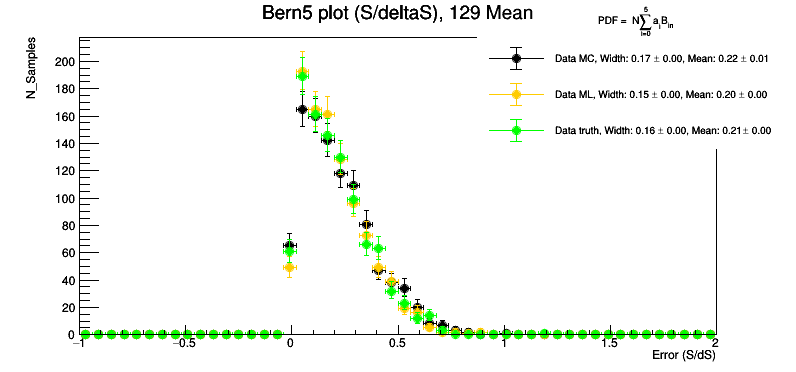 Bern5 plot (S/deltaS), 129 Mean
PDF = N∑ᵢ₌₀⁵ aᵢBᵢₙ
Data MC, Width: 0.17 ± 0.00, Mean: 0.22 ± 0.01
Data ML, Width: 0.15 ± 0.00, Mean: 0.20 ± 0.00
Data truth, Width: 0.16 ± 0.00, Mean: 0.21 ± 0.00
N_Samples
200
180
160
140
120
100
80
60
40
20
0
−1 −0.5 0 0.5 1 1.5 2
Error (S/dS)